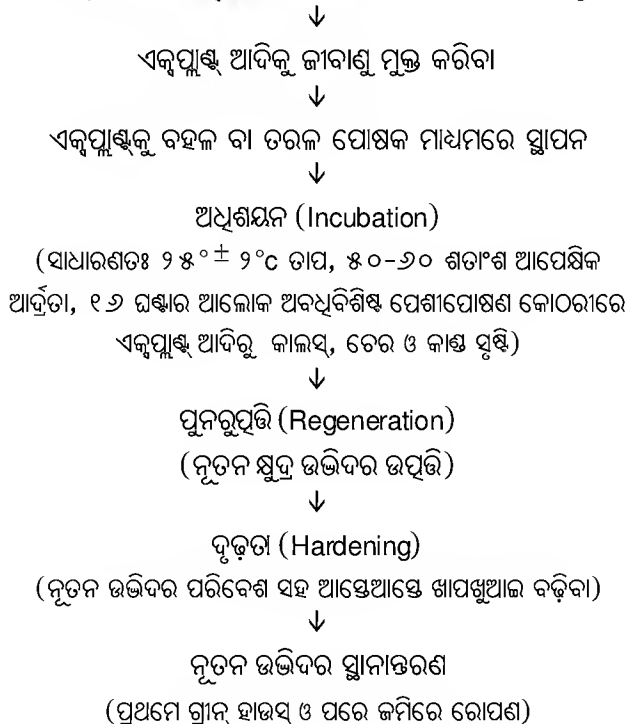 ↓
ଏକ୍ସପ୍ଲାଣ୍ଟ୍ ଆଦିକୁ ଜୀବାଣୁ ମୁକ୍ତ କରିବା
↓
ଏକ୍ସପ୍ଲାଣ୍ଟ୍‌କୁ ବହଳ ବା ତରଳ ପୋଷକ ମାଧ୍ୟମରେ ସ୍ଥାପନ
↓
ଅଧିଶୟନ (Incubation)
(ସାଧାରଣତଃ ୨୫°± ୨°c ତାପ, ୫୦-୬୦ ଶତାଂଶ ଆପେକ୍ଷିକ
ଆର୍ଦ୍ରତା, ୧୬ ଘଣ୍ଟାର ଆଲୋକ ଅବଧିବିଶିଷ୍ଟ ପେଶୀପୋଷଣ କୋଠରୀରେ
ଏକ୍ସପ୍ଲାଣ୍ଟ୍ ଆଦିରୁ କାଲସ୍, ଚେର ଓ କାଣ୍ଡ ସୃଷ୍ଟି)
↓
ପୁନରୁତ୍ପତ୍ତି (Regeneration)
(ନୂତନ କ୍ଷୁଦ୍ର ଉଦ୍ଭିଦର ଉତ୍ପତ୍ତି)
↓
ଦୃଢ଼ତା (Hardening)
(ନୂତନ ଉଦ୍ଭିଦର ପରିବେଶ ସହ ଆସ୍ତେଆସ୍ତେ ଖାପଖୁଆଇ ବଢ଼ିବା)
↓
ନୂତନ ଉଦ୍ଭିଦର ସ୍ଥାନାନ୍ତରଣ
(ପ୍ରଥମେ ଗ୍ରୀନ୍ ହାଉସ୍ ଓ ପରେ ଜମିରେ ରୋପଣ)